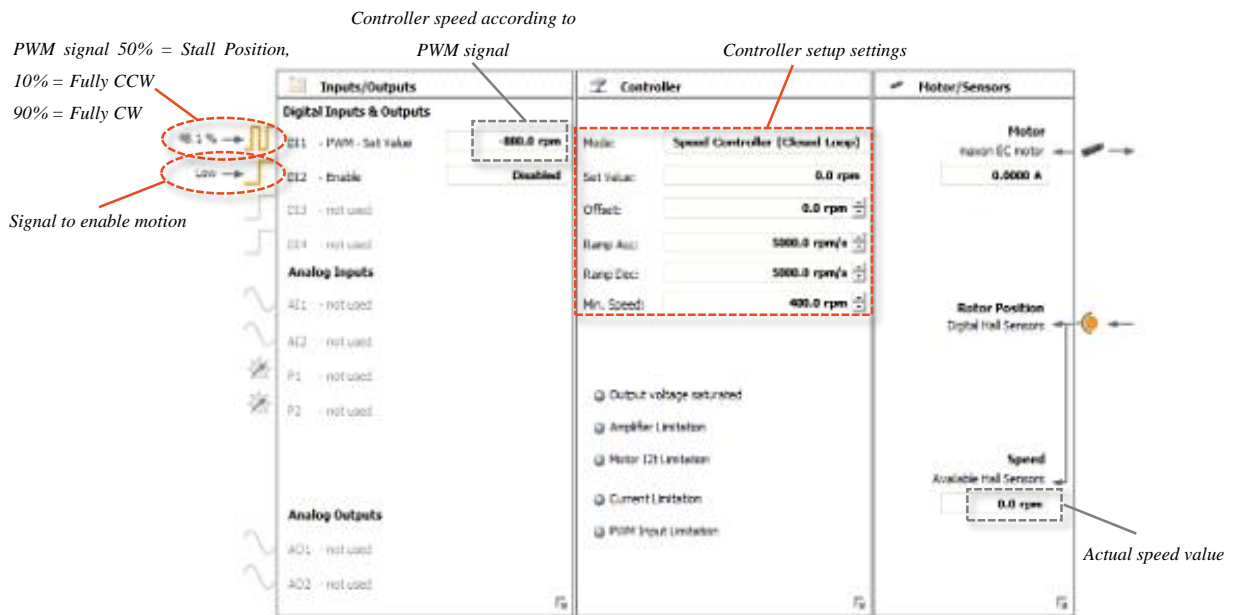 Controller speed according to
PWM signal
PWM signal 50% = Stall Position,
10% = Fully CCW
90% = Fully CW
Controller setup settings
Signal to enable motion
Actual speed value
Inputs/Outputs
Digital Inputs & Outputs
DI1 - PWM - Set Value
-800.0 rpm
Low
DI2 - Enable
Disabled
DI3 - not used
DI4 - not used
Analog Inputs
AI1 - not used
AI2 - not used
P1 - not used
P2 - not used
Analog Outputs
AO1 - not used
AO2 - not used
Controller
Mode: Speed Controller (Closed Loop)
Set Value: 0.0 rpm
Offset: 0.0 rpm
Ramp Acc: 5000.0 rpm/s
Ramp Dec: 5000.0 rpm/s
Min. Speed: 400.0 rpm
Output voltage saturated
Amplifier Limitation
Motor I2t Limitation
Current Limitation
PWM Input Limitation
Motor/Sensors
Motor
maxon EC motor
0.0000 A
Rotor Position
Digital Hall Sensors
Speed
Available Hall Sensors
0.0 rpm